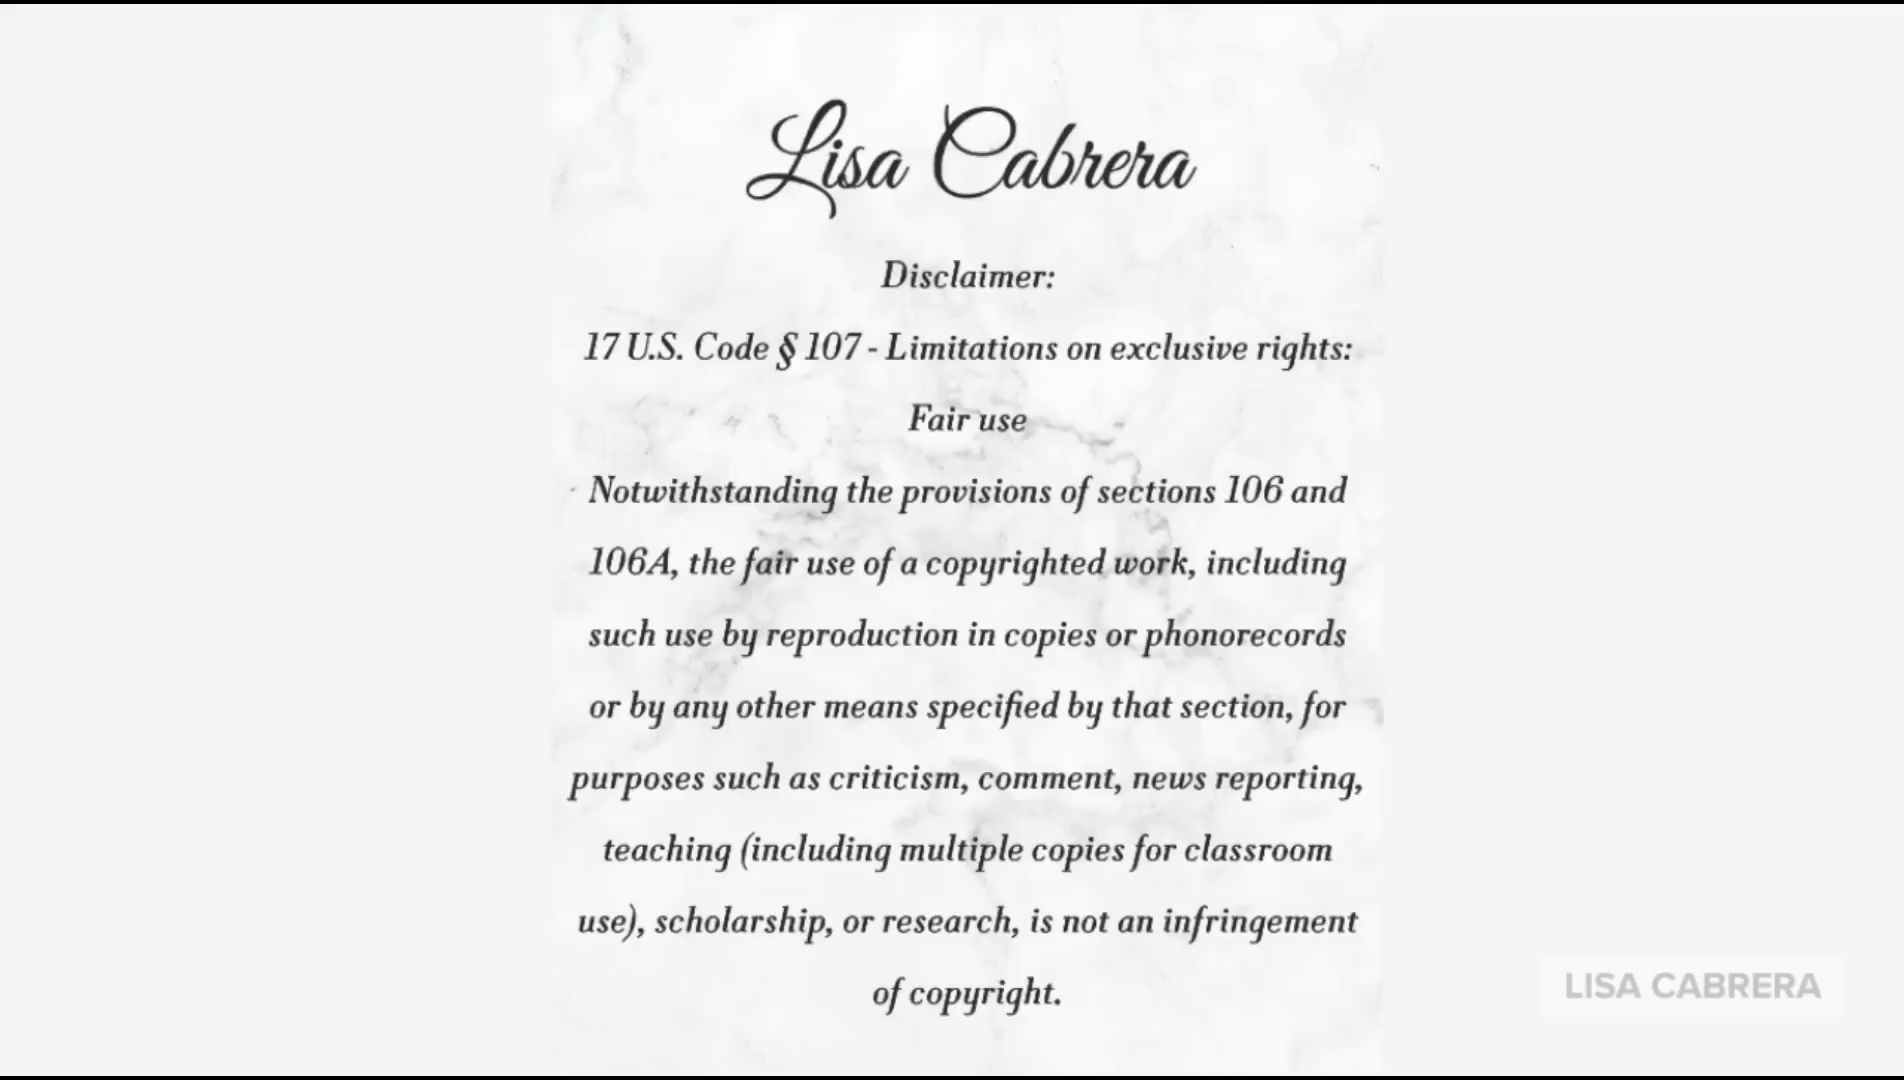 Lisa Cabrera
Disclaimer:
17 U.S. Code § 107 - Limitations on exclusive rights:
Fair use
Notwithstanding the provisions of sections 106 and
106A, the fair use of a copyrighted work, including
such use by reproduction in copies or phonorecords
or by any other means specified by that section, for
purposes such as criticism, comment, news reporting,
teaching (including multiple copies for classroom
use), scholarship, or research, is not an infringement
of copyright.
LISA CABRERA